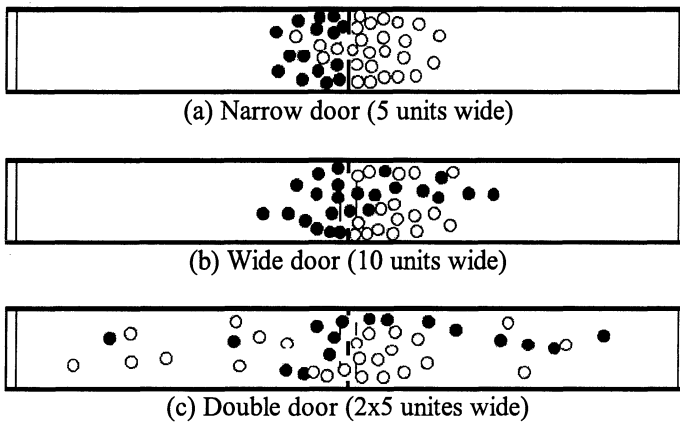 (a) Narrow door (5 units wide)
(b) Wide door (10 units wide)
(c) Double door (2x5 unites wide)